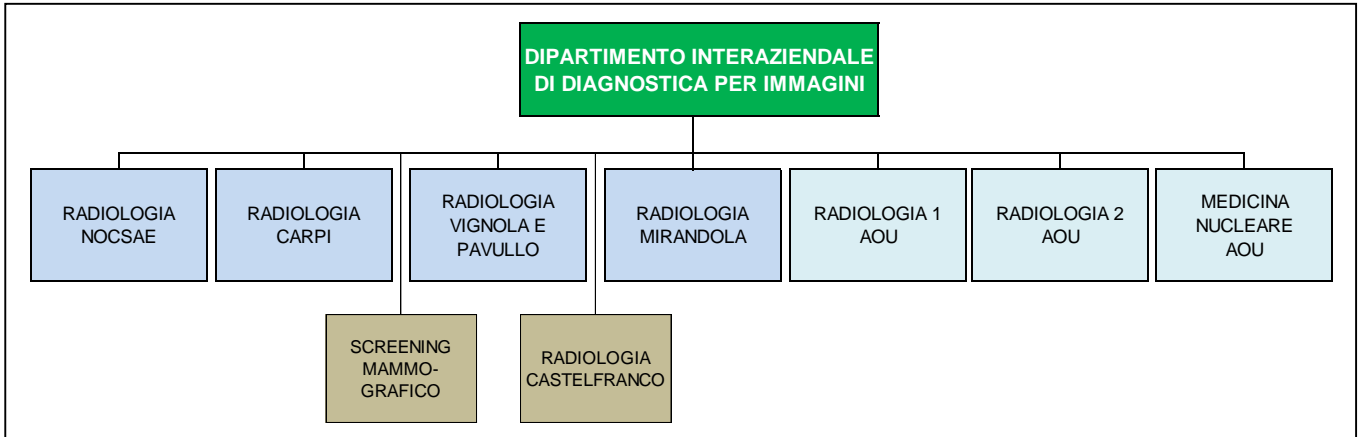 DIPARTIMENTO INTERAZIENDALE
DI DIAGNOSTICA PER IMMAGINI
RADIOLOGIA
NOCSAE
RADIOLOGIA
CARPI
RADIOLOGIA
VIGNOLA E
PAVULLO
RADIOLOGIA
MIRANDOLA
RADIOLOGIA 1
AOU
RADIOLOGIA 2
AOU
MEDICINA
NUCLEARE
AOU
SCREENING
MAMMO-
GRAFICO
RADIOLOGIA
CASTELFRANCO